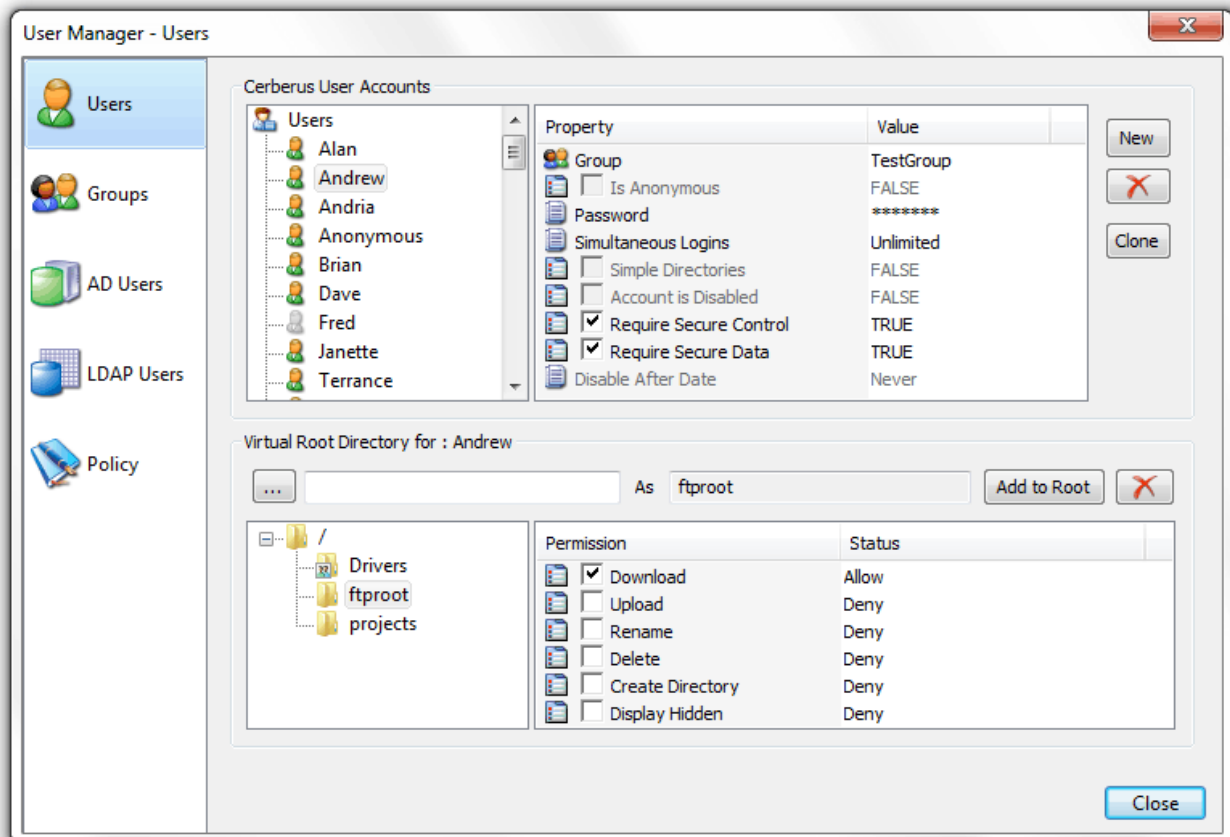 User Manager - Users
Users
Groups
AD Users
LDAP Users
Policy
Cerberus User Accounts
Users
Alan
Andrew
Andria
Anonymous
Brian
Dave
Fred
Janette
Terrance
Property Value
Group TestGroup
Is Anonymous FALSE
Password *******
Simultaneous Logins Unlimited
Simple Directories FALSE
Account is Disabled FALSE
Require Secure Control TRUE
Require Secure Data TRUE
Disable After Date Never
New
Clone
Virtual Root Directory for : Andrew
... As ftproot Add to Root
/
Drivers
ftproot
projects
Permission Status
Download Allow
Upload Deny
Rename Deny
Delete Deny
Create Directory Deny
Display Hidden Deny
Close